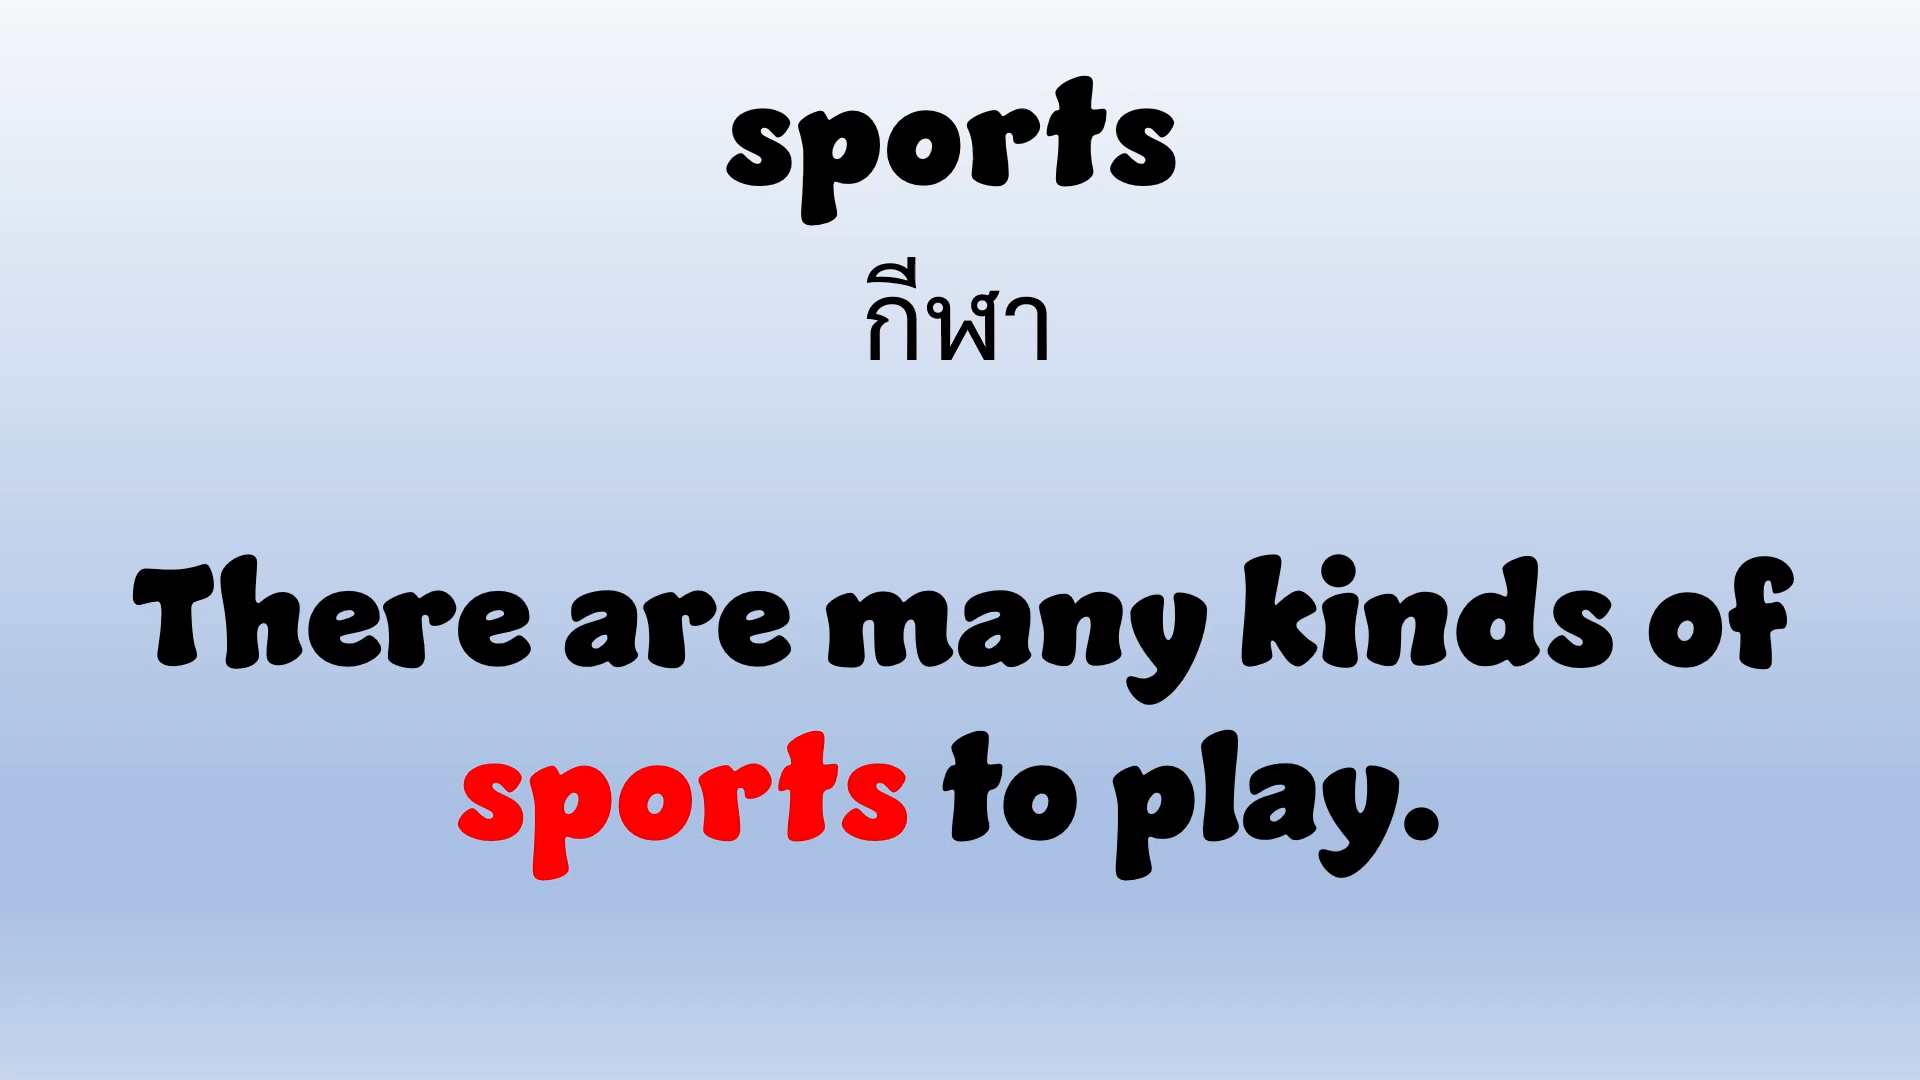 sports
กีฬา
There are many kinds of
sports to play.